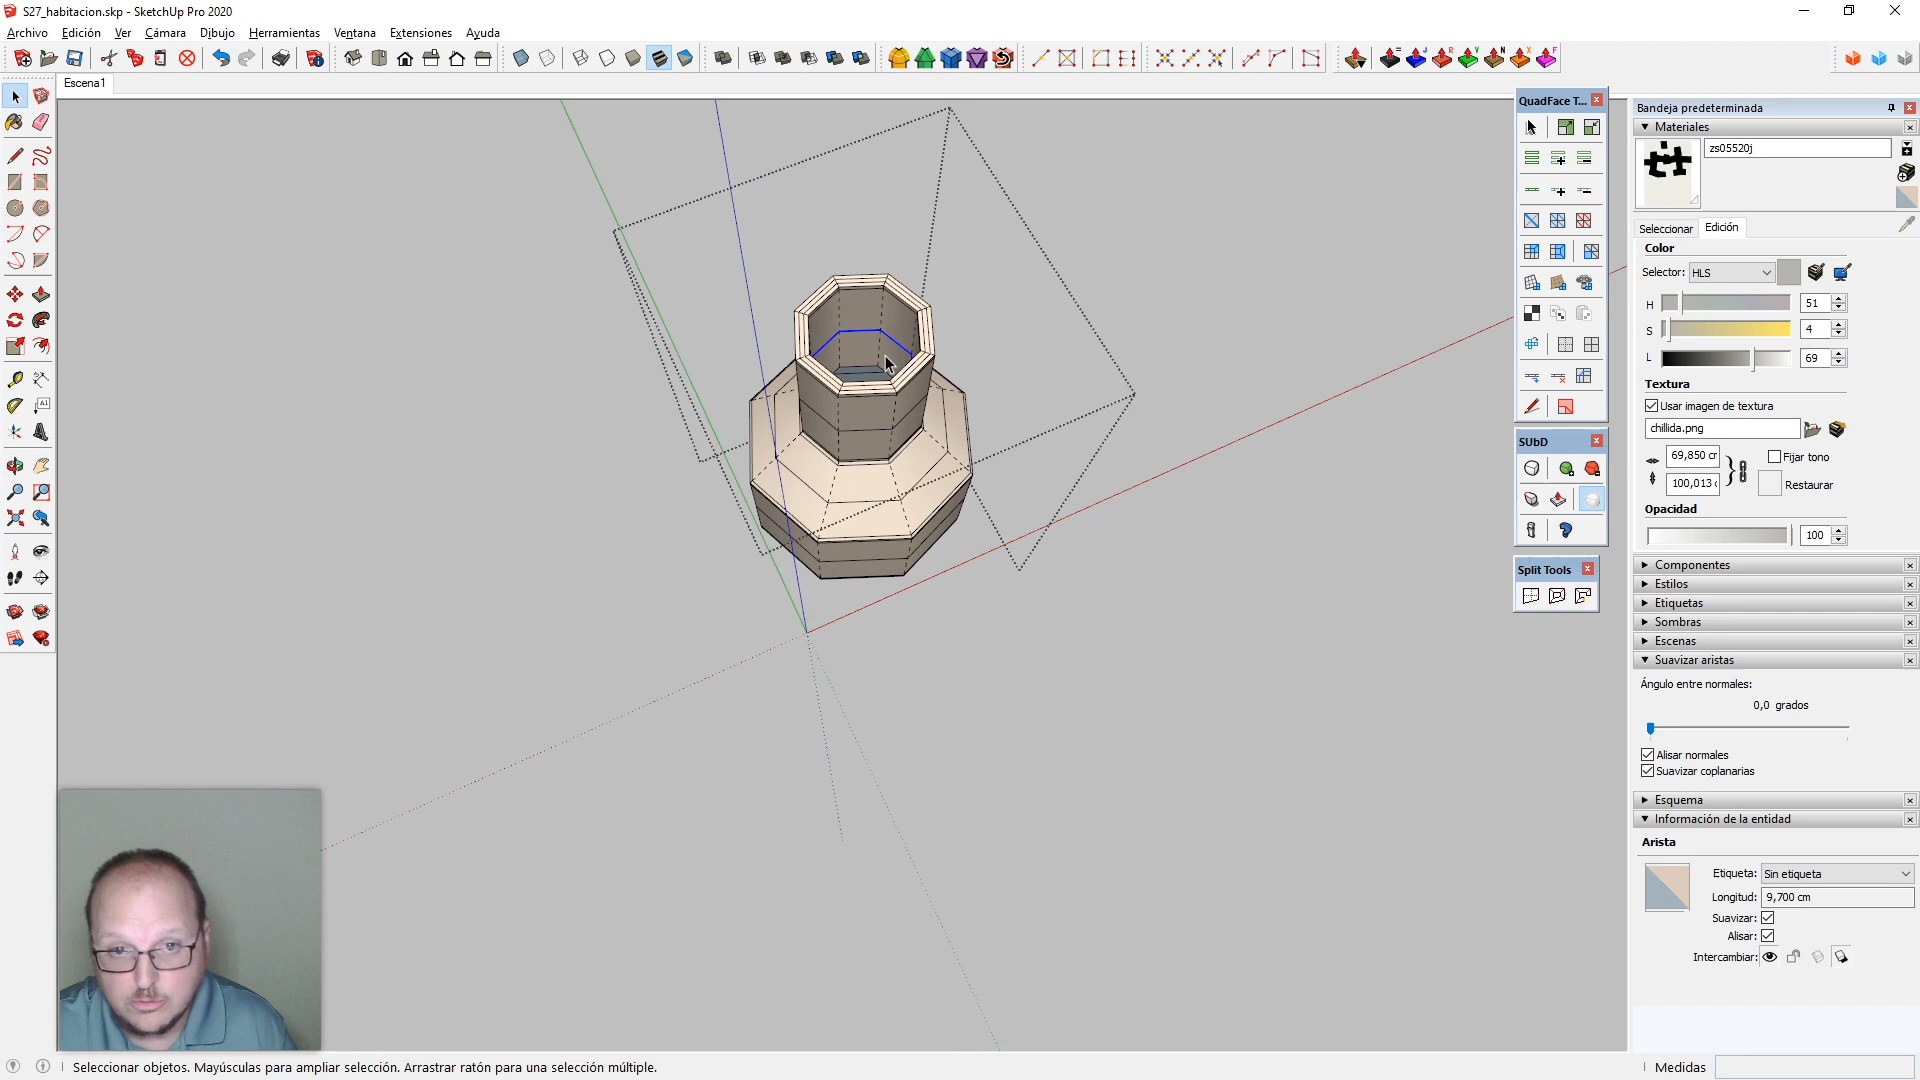 S27_habitacion.skp - SketchUp Pro 2020
Archivo Edición Ver Cámara Dibujo Herramientas Ventana Extensiones Ayuda
Escena1
QuadFace T...
SUbD
Split Tools
Bandeja predeterminada
Materiales
zs05520j
Seleccionar Edición
Color
Selector: HLS
H 51
S 4
L 69
Textura
Usar imagen de textura
chillida.png
69,850 cr
Fijar tono
100,013 c
Restaurar
Opacidad
100
Componentes
Estilos
Etiquetas
Sombras
Escenas
Suavizar aristas
Ángulo entre normales:
0,0 grados
Alisar normales
Suavizar coplanarias
Esquema
Información de la entidad
Arista
Etiqueta: Sin etiqueta
Longitud: 9,700 cm
Suavizar:
Alisar:
Intercambiar:
Seleccionar objetos. Mayúsculas para ampliar selección. Arrastrar ratón para una selección múltiple.
Medidas